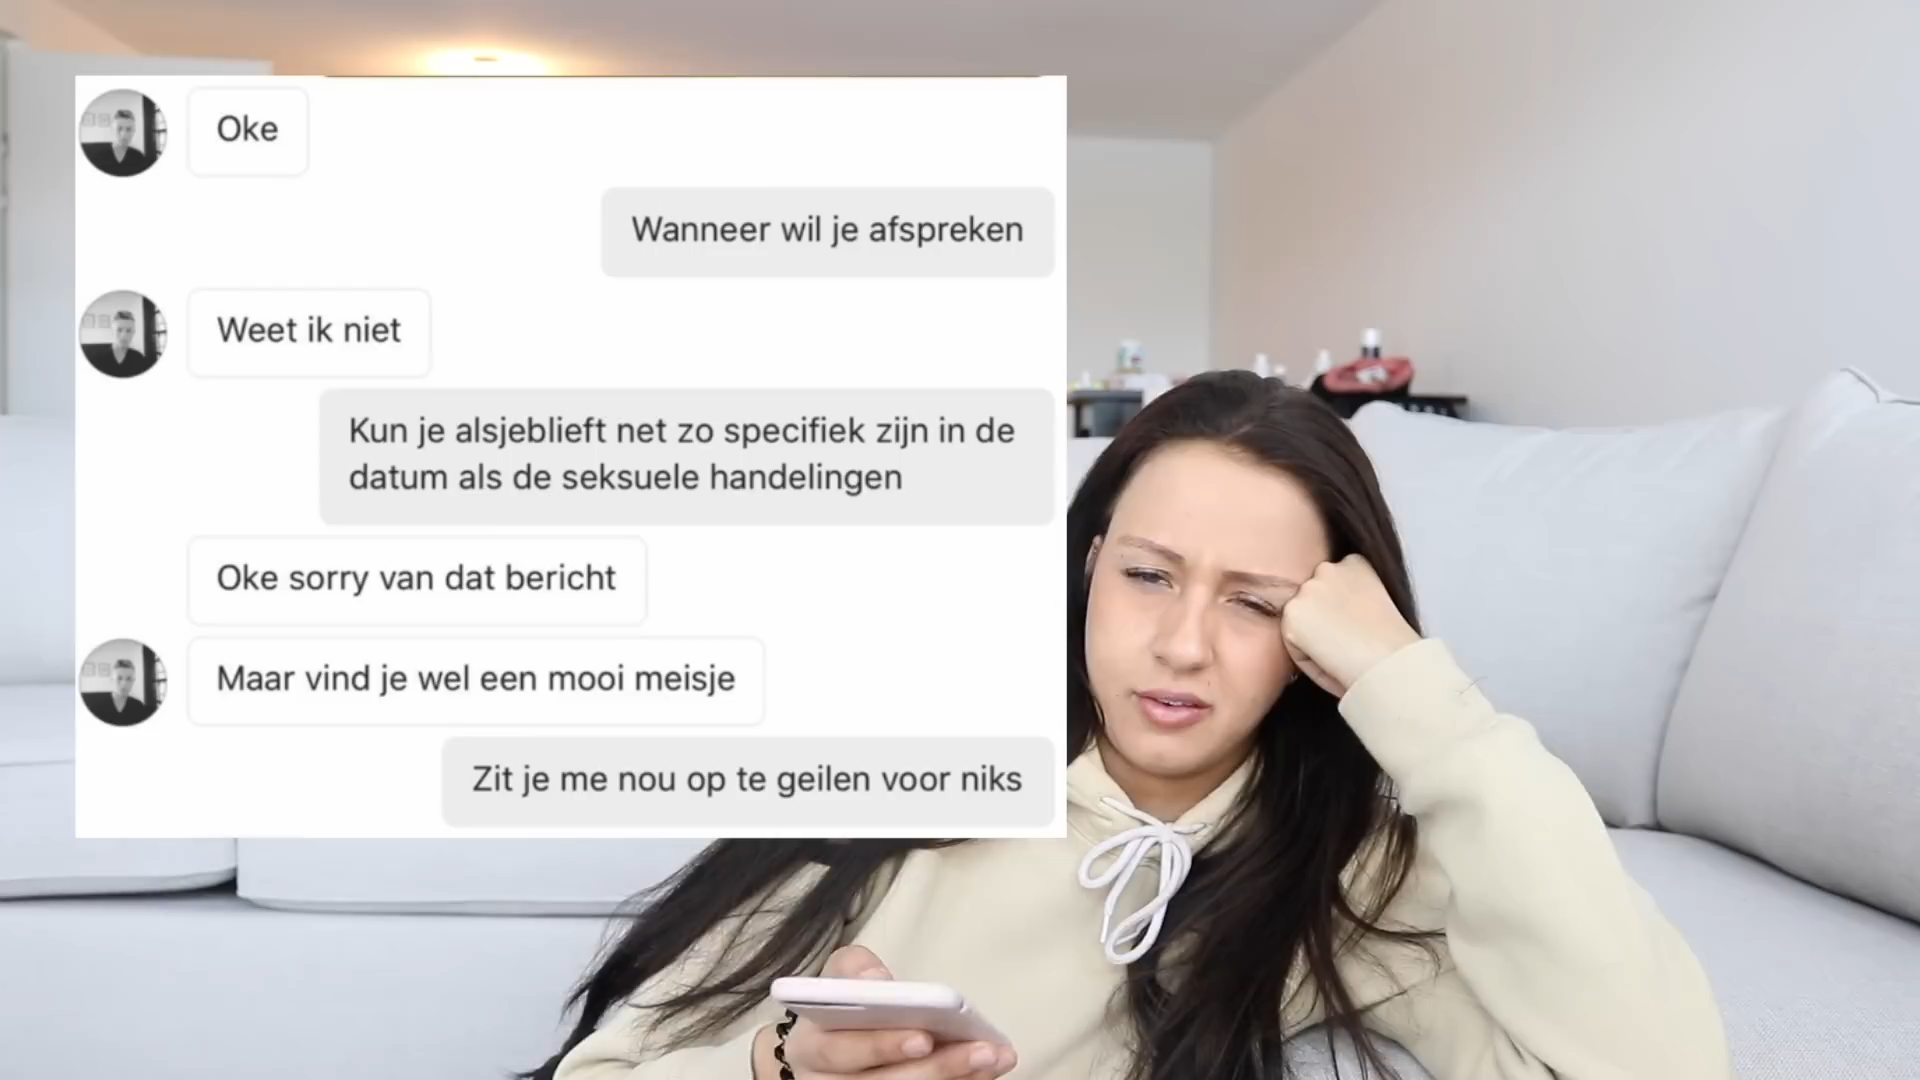 Oke
Wanneer wil je afspreken
Weet ik niet
Kun je alsjeblieft net zo specifiek zijn in de
datum als de seksuele handelingen
Oke sorry van dat bericht
Maar vind je wel een mooi meisje
Zit je me nou op te geilen voor niks